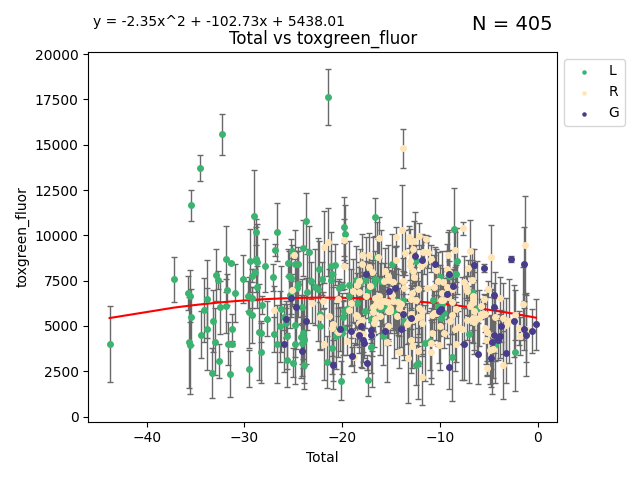 y = -2.35x^2 + -102.73x + 5438.01
N = 405
Total vs toxgreen_fluor
20000
17500
15000
12500
10000
7500
5000
2500
0
toxgreen_fluor
−40
−30
−20
−10
0
Total
L
R
G